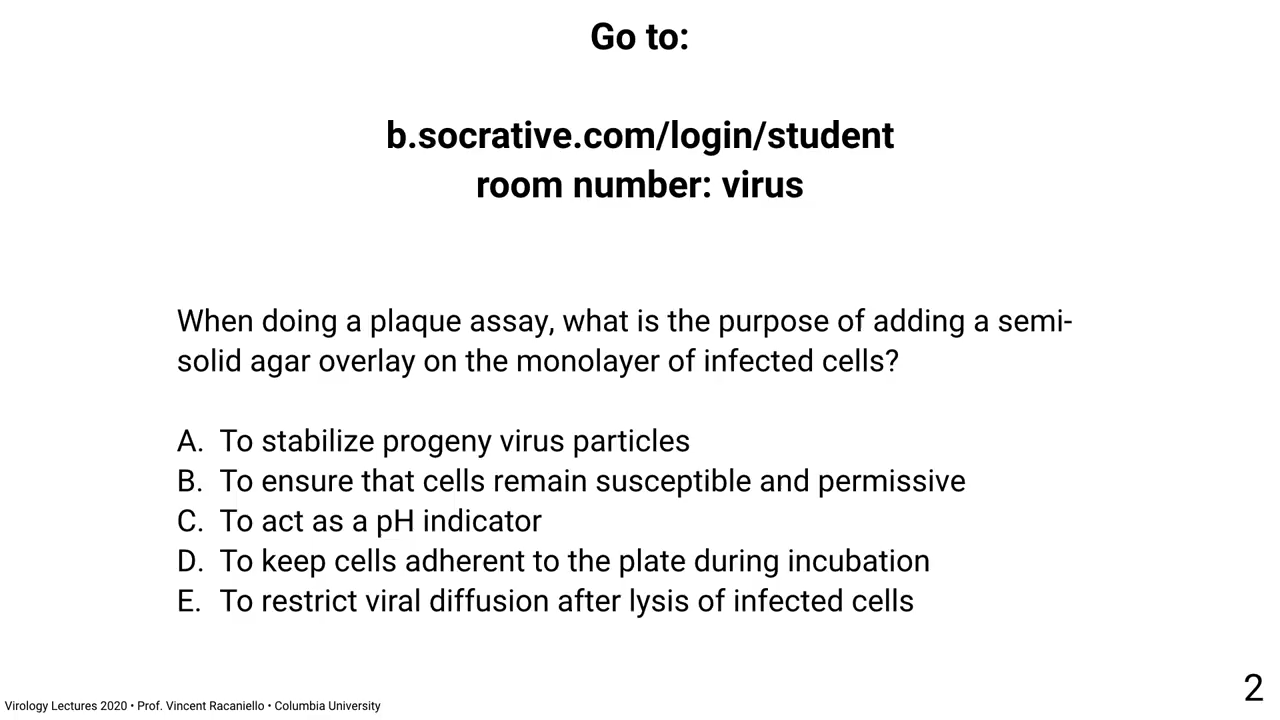 Go to:
b.socrative.com/login/student
room number: virus
When doing a plaque assay, what is the purpose of adding a semi-
solid agar overlay on the monolayer of infected cells?
A. To stabilize progeny virus particles
B. To ensure that cells remain susceptible and permissive
C. To act as a pH indicator
D. To keep cells adherent to the plate during incubation
E. To restrict viral diffusion after lysis of infected cells
2
Virology Lectures 2020 • Prof. Vincent Racaniello • Columbia University